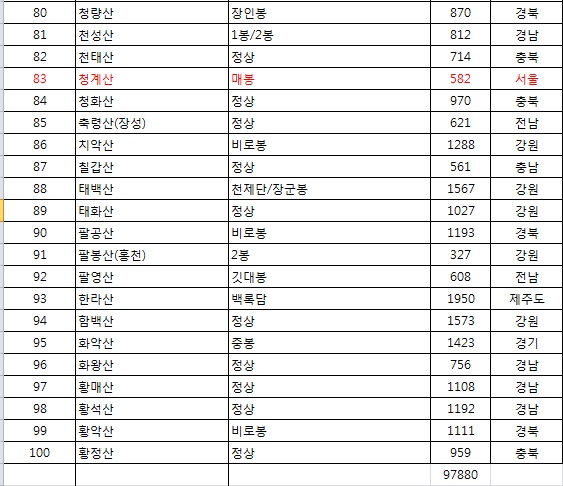 80 청량산 장인봉 870 경북
81 천성산 1봉/2봉 812 경남
82 천태산 정상 714 충북
83 청계산 매봉 582 서울
84 청화산 정상 970 충북
85 축령산(장성) 정상 621 전남
86 치악산 비로봉 1288 강원
87 칠갑산 정상 561 충남
88 태백산 천제단/장군봉 1567 강원
89 태화산 정상 1027 강원
90 팔공산 비로봉 1193 경북
91 팔봉산(홍천) 2봉 327 강원
92 팔영산 깃대봉 608 전남
93 한라산 백록담 1950 제주도
94 함백산 정상 1573 강원
95 화악산 중봉 1423 경기
96 화왕산 정상 756 경남
97 황매산 정상 1108 경남
98 황석산 정상 1192 경남
99 황악산 비로봉 1111 경북
100 황정산 정상 959 충북
97880